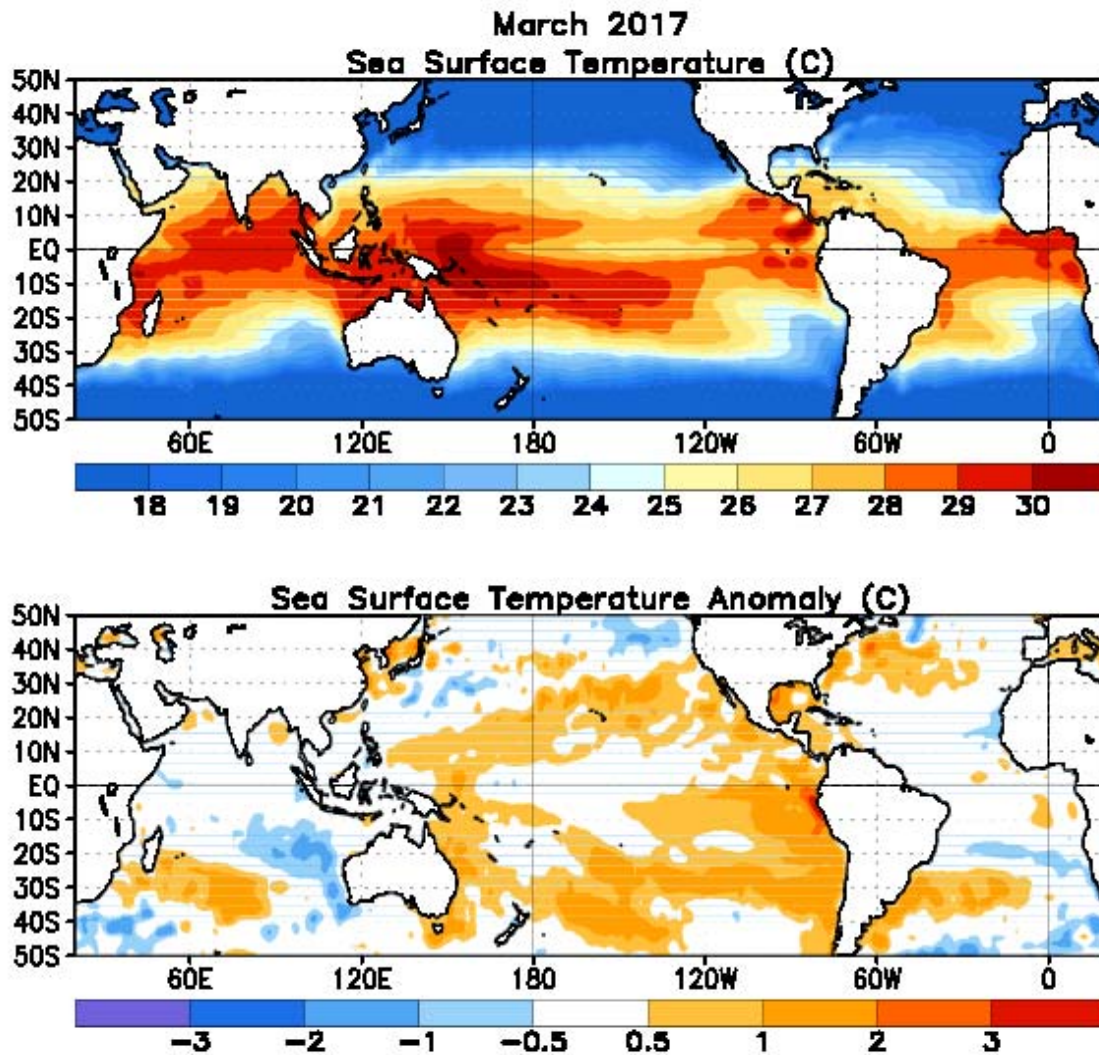 March 2017
Sea Surface Temperature (C)
50N
40N
30N
20N
10N
EQ
10S
20S
30S
40S
50S
60E 120E 180 120W 60W 0
18 19 20 21 22 23 24 25 26 27 28 29 30
Sea Surface Temperature Anomaly (C)
50N
40N
30N
20N
10N
EQ
10S
20S
30S
40S
50S
60E 120E 180 120W 60W 0
-3 -2 -1 -0.5 0.5 1 2 3